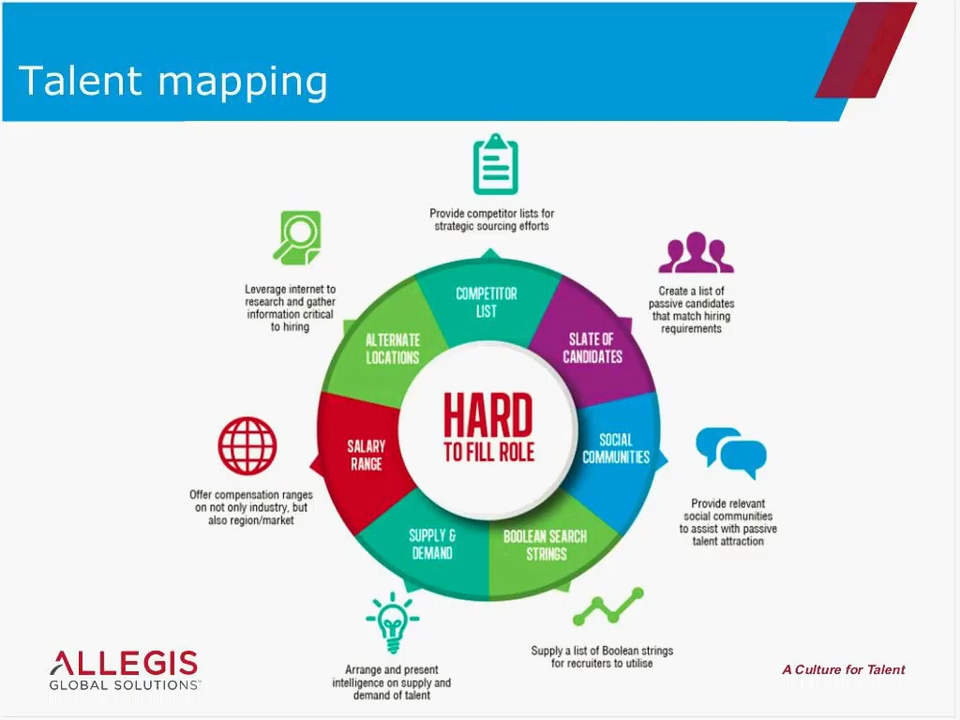 Talent mapping
Provide competitor lists for
strategic sourcing efforts
Create a list of
passive candidates
that match hiring
requirements
Provide relevant
social communities
to assist with passive
talent attraction
Supply a list of Boolean strings
for recruiters to utilise
Arrange and present
intelligence on supply and
demand of talent
Offer compensation ranges
on not only industry, but
also region/market
Leverage internet to
research and gather
information critical
to hiring
COMPETITOR
LIST
SLATE OF
CANDIDATES
SOCIAL
COMMUNITIES
BOOLEAN SEARCH
STRINGS
SUPPLY &
DEMAND
SALARY
RANGE
ALTERNATE
LOCATIONS
HARD
TO FILL ROLE
ALLEGIS
GLOBAL SOLUTIONS™
A Culture for Talent